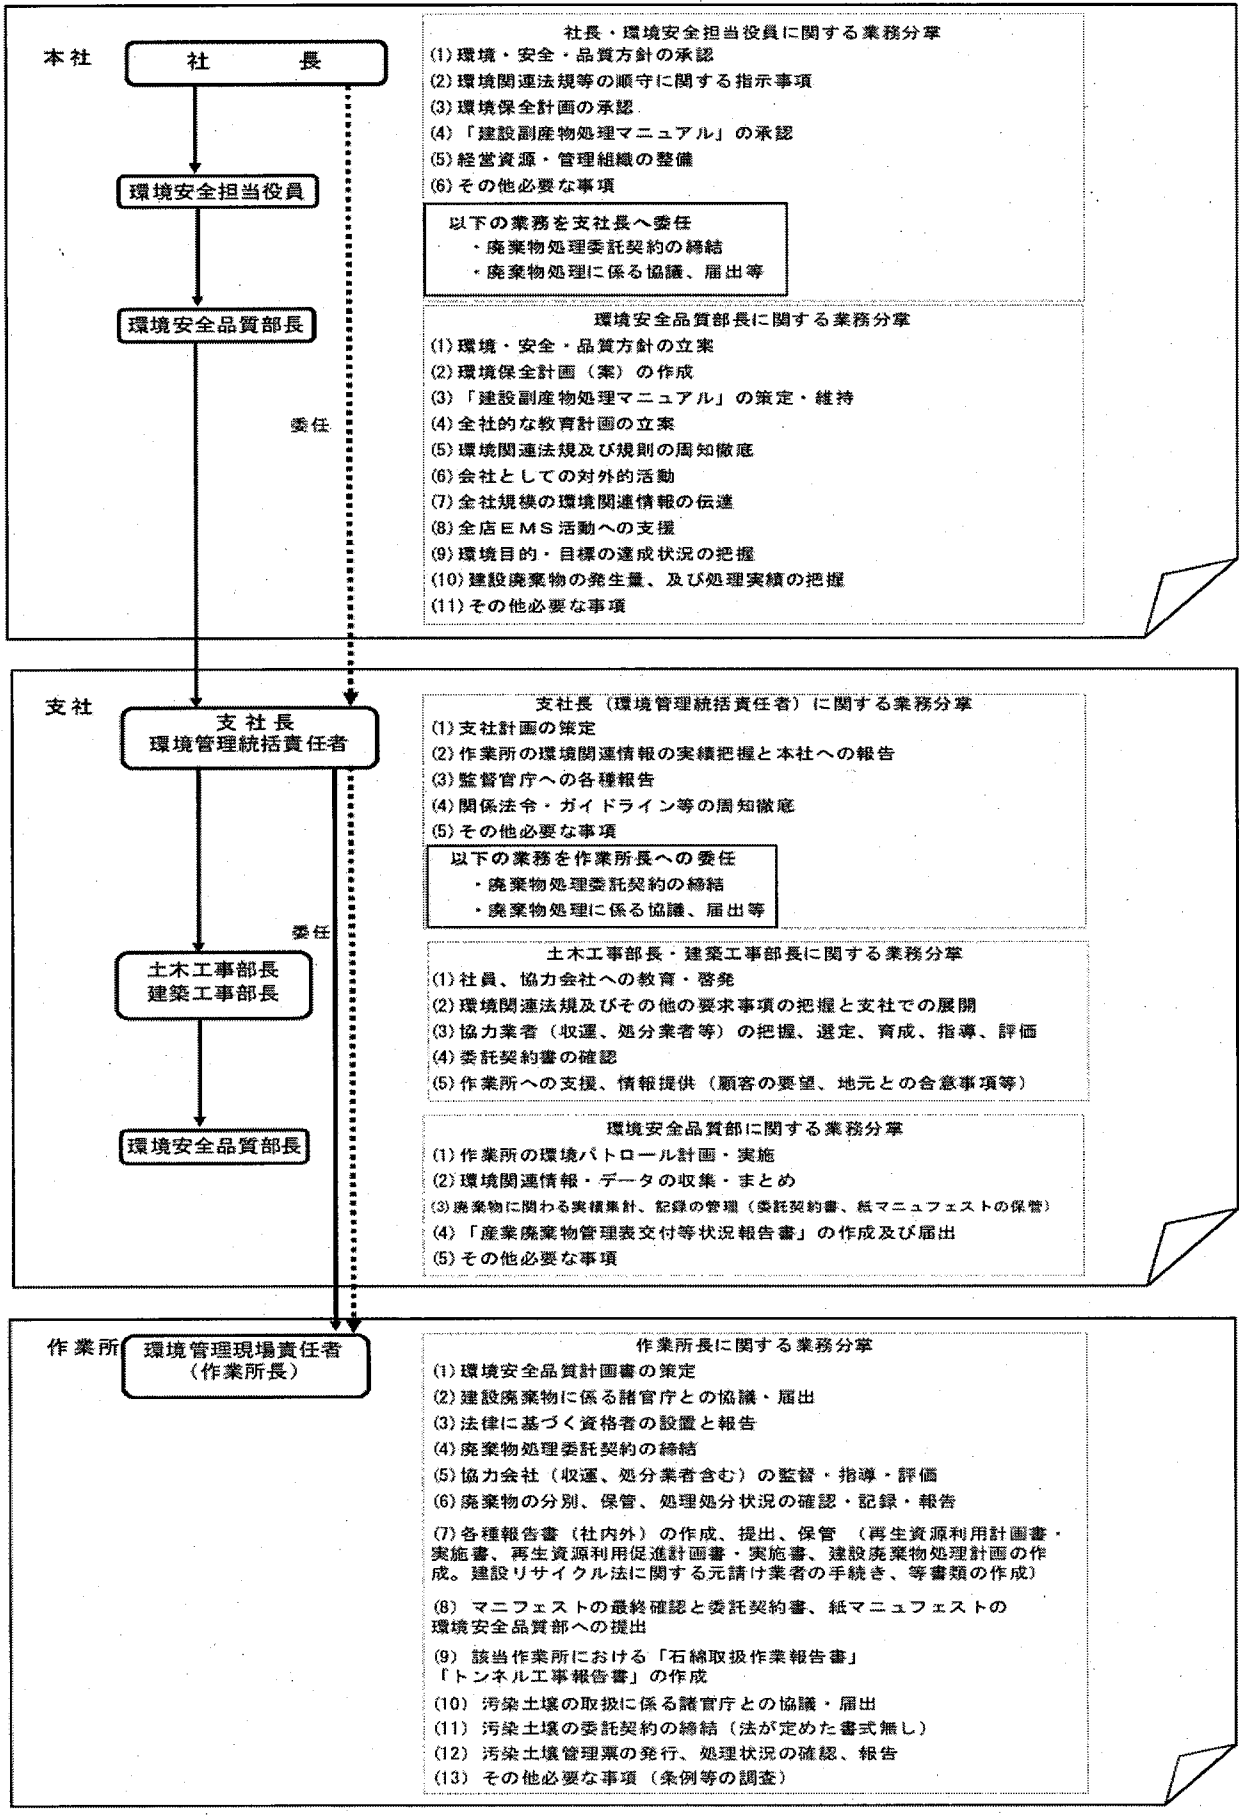 本社
社　長
環境安全担当役員
環境安全品質部長
委任
社長・環境安全担当役員に関する業務分掌
(1)環境・安全・品質方針の承認
(2)環境関連法規等の順守に関する指示事項
(3)環境保全計画の承認
(4)「建設副産物処理マニュアル」の承認
(5)経営資源・管理組織の整備
(6)その他必要な事項
以下の業務を支社長へ委任
・廃棄物処理委託契約の締結
・廃棄物処理に係る協議、届出等
環境安全品質部長に関する業務分掌
(1)環境・安全・品質方針の立案
(2)環境保全計画（案）の作成
(3)「建設副産物処理マニュアル」の策定・維持
(4)全社的な教育計画の立案
(5)環境関連法規及び規則の周知徹底
(6)会社としての対外的活動
(7)全社規模の環境関連情報の伝達
(8)全店ＥＭＳ活動への支援
(9)環境目的・目標の達成状況の把握
(10)建設廃棄物の発生量、及び処理実績の把握
(11)その他必要な事項
支社
支社長
環境管理統括責任者
委任
土木工事部長
建築工事部長
環境安全品質部長
支社長（環境管理統括責任者）に関する業務分掌
(1)支社計画の策定
(2)作業所の環境関連情報の実績把握と本社への報告
(3)監督官庁への各種報告
(4)関係法令・ガイドライン等の周知徹底
(5)その他必要な事項
以下の業務を作業所長への委任
・廃棄物処理委託契約の締結
・廃棄物処理に係る協議、届出等
土木工事部長・建築工事部長に関する業務分掌
(1)社員、協力会社への教育・啓発
(2)環境関連法規及びその他の要求事項の把握と支社での展開
(3)協力業者（収運、処分業者等）の把握、選定、育成、指導、評価
(4)委託契約書の確認
(5)作業所への支援、情報提供（顧客の要望、地元との合意事項等）
環境安全品質部に関する業務分掌
(1)作業所の環境パトロール計画・実施
(2)環境関連情報・データの収集・まとめ
(3)廃棄物に関わる実績集計、記録の管理（委託契約書、紙マニュフェストの保管）
(4)「産業廃棄物管理表交付等状況報告書」の作成及び届出
(5)その他必要な事項
作業所
環境管理現場責任者
（作業所長）
作業所長に関する業務分掌
(1)環境安全品質計画書の策定
(2)建設廃棄物に係る諸官庁との協議・届出
(3)法律に基づく資格者の設置と報告
(4)廃棄物処理委託契約の締結
(5)協力会社（収運、処分業者含む）の監督・指導・評価
(6)廃棄物の分別、保管、処理処分状況の確認・記録・報告
(7)各種報告書（社内外）の作成、提出、保管　（再生資源利用計画書・
実施書、再生資源利用促進計画書・実施書、建設廃棄物処理計画の作
成。建設リサイクル法に関する元請け業者の手続き、等書類の作成）
(8) マニフェストの最終確認と委託契約書、紙マニュフェストの
環境安全品質部への提出
(9) 該当作業所における「石綿取扱作業報告書」
「トンネル工事報告書」の作成
(10) 汚染土壌の取扱に係る諸官庁との協議・届出
(11) 汚染土壌の委託契約の締結（法が定めた書式無し）
(12) 汚染土壌管理票の発行、処理状況の確認、報告
(13) その他必要な事項（条例等の調査）